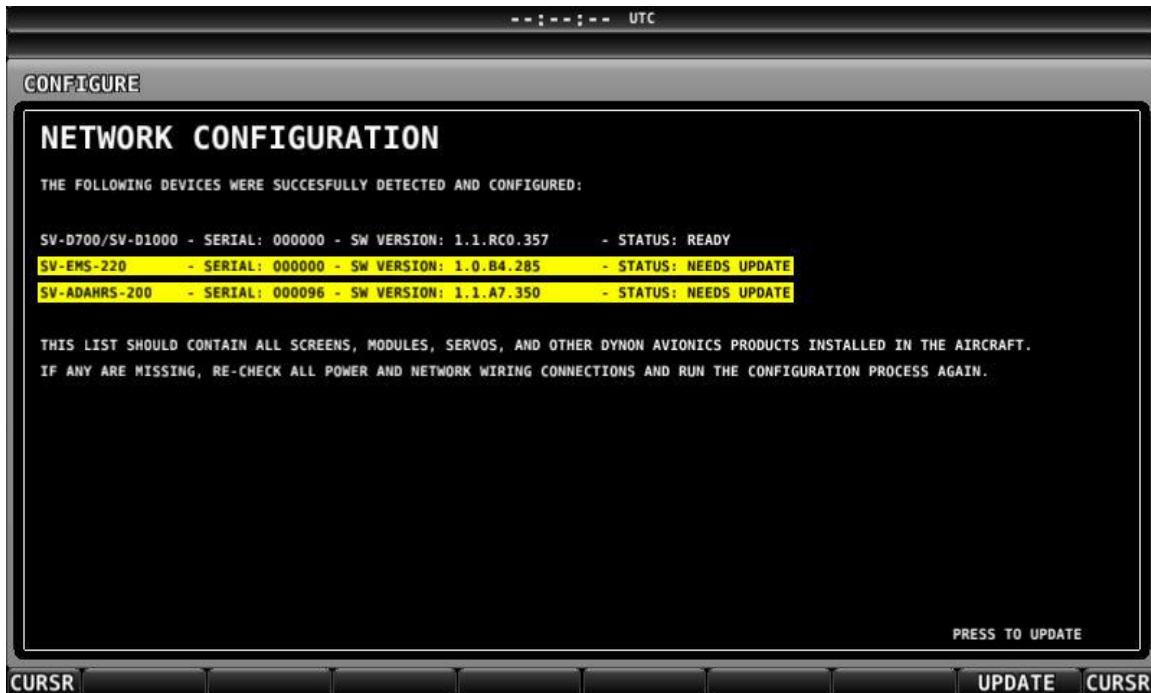 --:--:-- UTC
CONFIGURE
NETWORK CONFIGURATION
THE FOLLOWING DEVICES WERE SUCCESFULLY DETECTED AND CONFIGURED:
SV-D700/SV-D1000 - SERIAL: 000000 - SW VERSION: 1.1.RC0.357 - STATUS: READY
SV-EMS-220 - SERIAL: 000000 - SW VERSION: 1.0.B4.285 - STATUS: NEEDS UPDATE
SV-ADAHRS-200 - SERIAL: 000096 - SW VERSION: 1.1.A7.350 - STATUS: NEEDS UPDATE
THIS LIST SHOULD CONTAIN ALL SCREENS, MODULES, SERVOS, AND OTHER DYNON AVIONICS PRODUCTS INSTALLED IN THE AIRCRAFT.
IF ANY ARE MISSING, RE-CHECK ALL POWER AND NETWORK WIRING CONNECTIONS AND RUN THE CONFIGURATION PROCESS AGAIN.
PRESS TO UPDATE
CURSR UPDATE CURSR